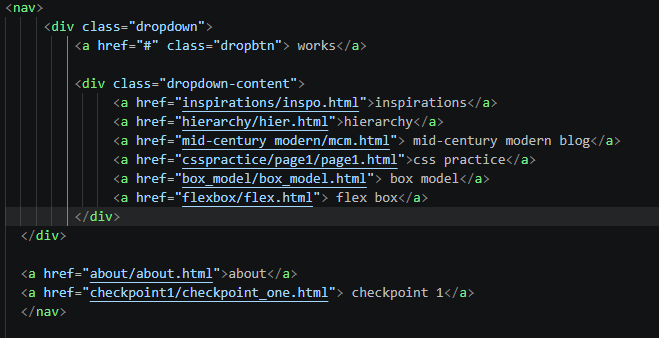 <nav>
<div class="dropdown">
<a href="#" class="dropbtn"> works</a>
<div class="dropdown-content">
<a href="inspirations/inspo.html">inspirations</a>
<a href="hierarchy/hier.html">hierarchy</a>
<a href="mid-century modern/mcm.html"> mid-century modern blog</a>
<a href="csspractice/page1/page1.html">css practice</a>
<a href="box_model/box_model.html"> box model</a>
<a href="flexbox/flex.html"> flex box</a>
</div>
</div>
<a href="about/about.html">about</a>
<a href="checkpoint1/checkpoint_one.html"> checkpoint 1</a>
</nav>